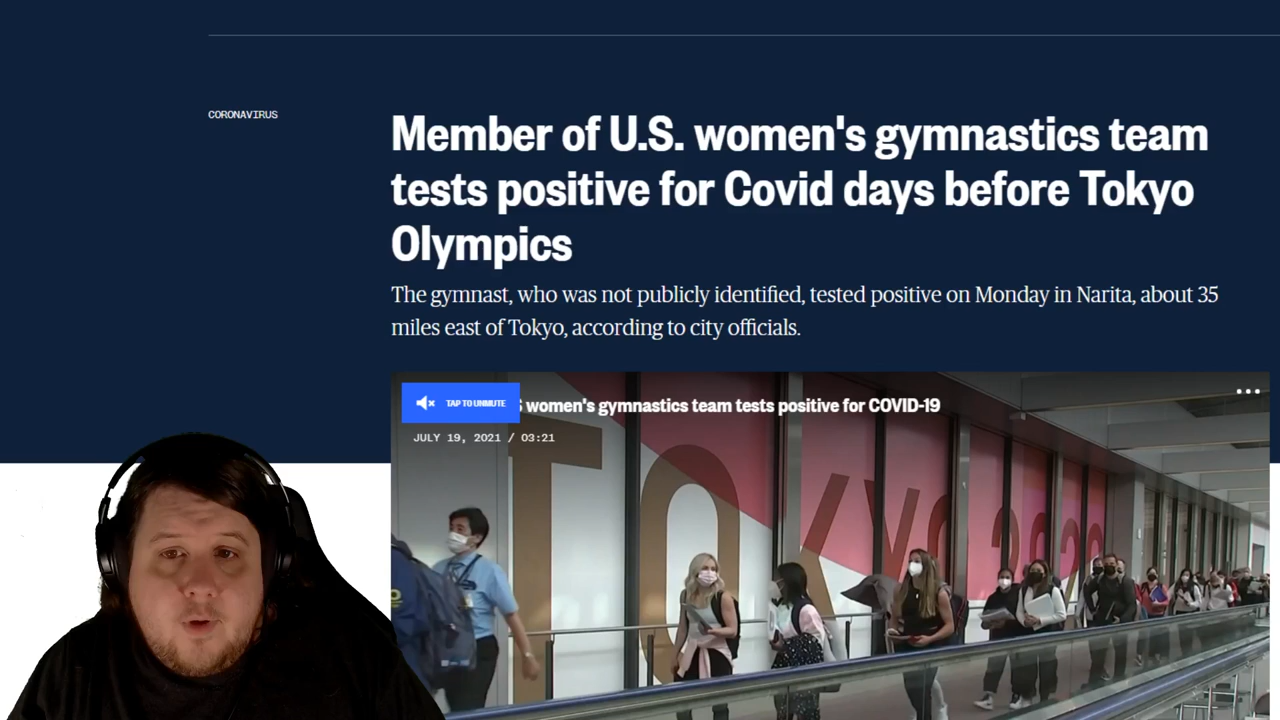 CORONAVIRUS
Member of U.S. women's gymnastics team
tests positive for Covid days before Tokyo
Olympics
The gymnast, who was not publicly identified, tested positive on Monday in Narita, about 35
miles east of Tokyo, according to city officials.
TAP TO UNMUTE
women's gymnastics team tests positive for COVID-19
JULY 19, 2021 / 03:21
TOKYO 2020